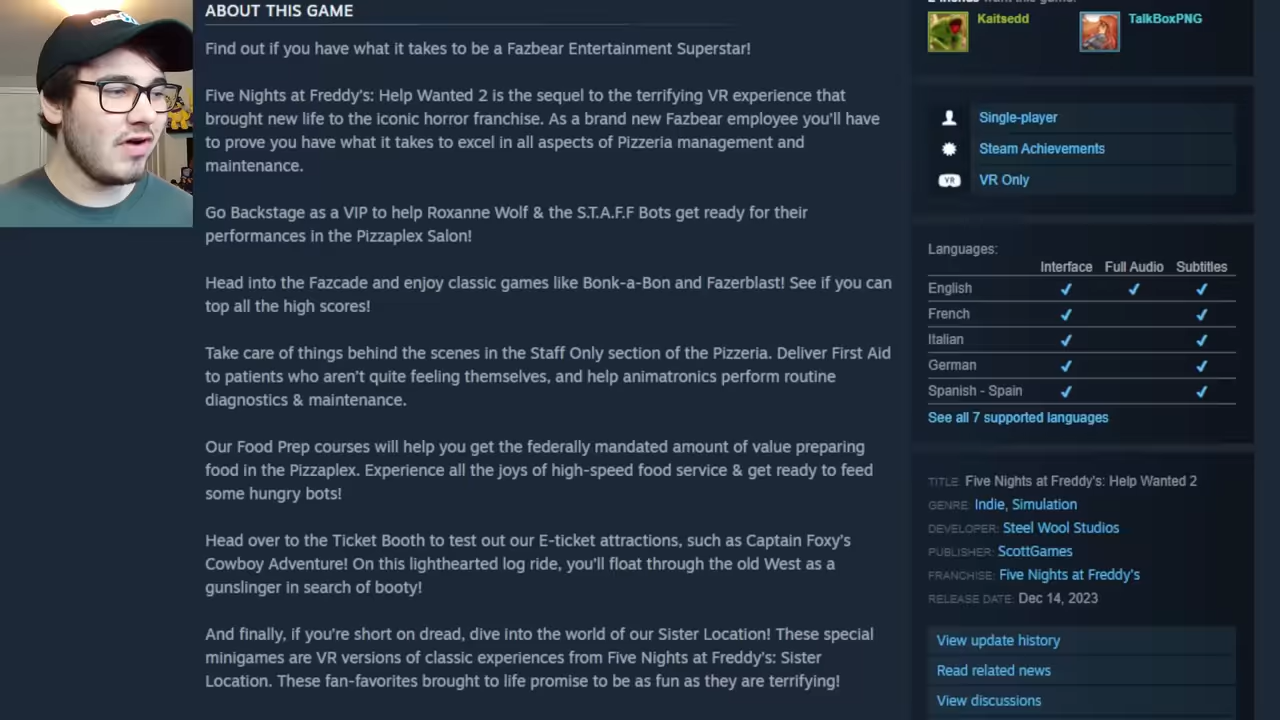 ABOUT THIS GAME
Find out if you have what it takes to be a Fazbear Entertainment Superstar!
Five Nights at Freddy's: Help Wanted 2 is the sequel to the terrifying VR experience that
brought new life to the iconic horror franchise. As a brand new Fazbear employee you'll have
to prove you have what it takes to excel in all aspects of Pizzeria management and
maintenance.
Go Backstage as a VIP to help Roxanne Wolf & the S.T.A.F.F Bots get ready for their
performances in the Pizzaplex Salon!
Head into the Fazcade and enjoy classic games like Bonk-a-Bon and Fazerblast! See if you can
top all the high scores!
Take care of things behind the scenes in the Staff Only section of the Pizzeria. Deliver First Aid
to patients who aren't quite feeling themselves, and help animatronics perform routine
diagnostics & maintenance.
Our Food Prep courses will help you get the federally mandated amount of value preparing
food in the Pizzaplex. Experience all the joys of high-speed food service & get ready to feed
some hungry bots!
Head over to the Ticket Booth to test out our E-ticket attractions, such as Captain Foxy's
Cowboy Adventure! On this lighthearted log ride, you'll float through the old West as a
gunslinger in search of booty!
And finally, if you're short on dread, dive into the world of our Sister Location! These special
minigames are VR versions of classic experiences from Five Nights at Freddy's: Sister
Location. These fan-favorites brought to life promise to be as fun as they are terrifying!
Kaitsedd
TalkBoxPNG
Single-player
Steam Achievements
VR
VR Only
Languages:
Interface Full Audio Subtitles
English ✔ ✔ ✔
French ✔ ✔
Italian ✔ ✔
German ✔ ✔
Spanish - Spain ✔ ✔
See all 7 supported languages
TITLE: Five Nights at Freddy's: Help Wanted 2
GENRE: Indie, Simulation
DEVELOPER: Steel Wool Studios
PUBLISHER: ScottGames
FRANCHISE: Five Nights at Freddy's
RELEASE DATE: Dec 14, 2023
View update history
Read related news
View discussions